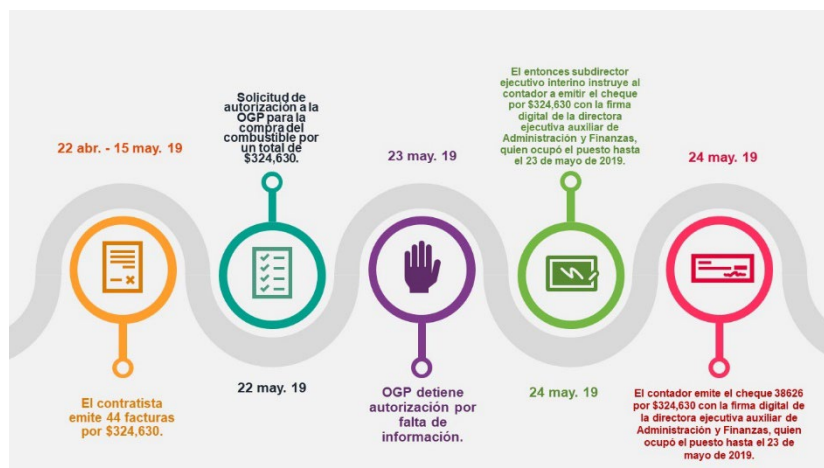 22 abr. - 15 may. 19
El contratista
emite 44 facturas
por $324,630.
Solicitud de
autorización a la
OGP para la
compra del
combustible por
un total de
$324,630.
22 may. 19
23 may. 19
OGP detiene
autorización por
falta de
información.
El entonces subdirector
ejecutivo interino instruye al
contador a emitir el cheque
por $324,630 con la firma
digital de la directora
ejecutiva auxiliar de
Administración y Finanzas,
quien ocupó el puesto hasta
el 23 de mayo de 2019.
24 may. 19
24 may. 19
El contador emite el cheque 38626
por $324,630 con la firma digital de
la directora ejecutiva auxiliar de
Administración y Finanzas, quien
ocupó el puesto hasta el 23 de
mayo de 2019.